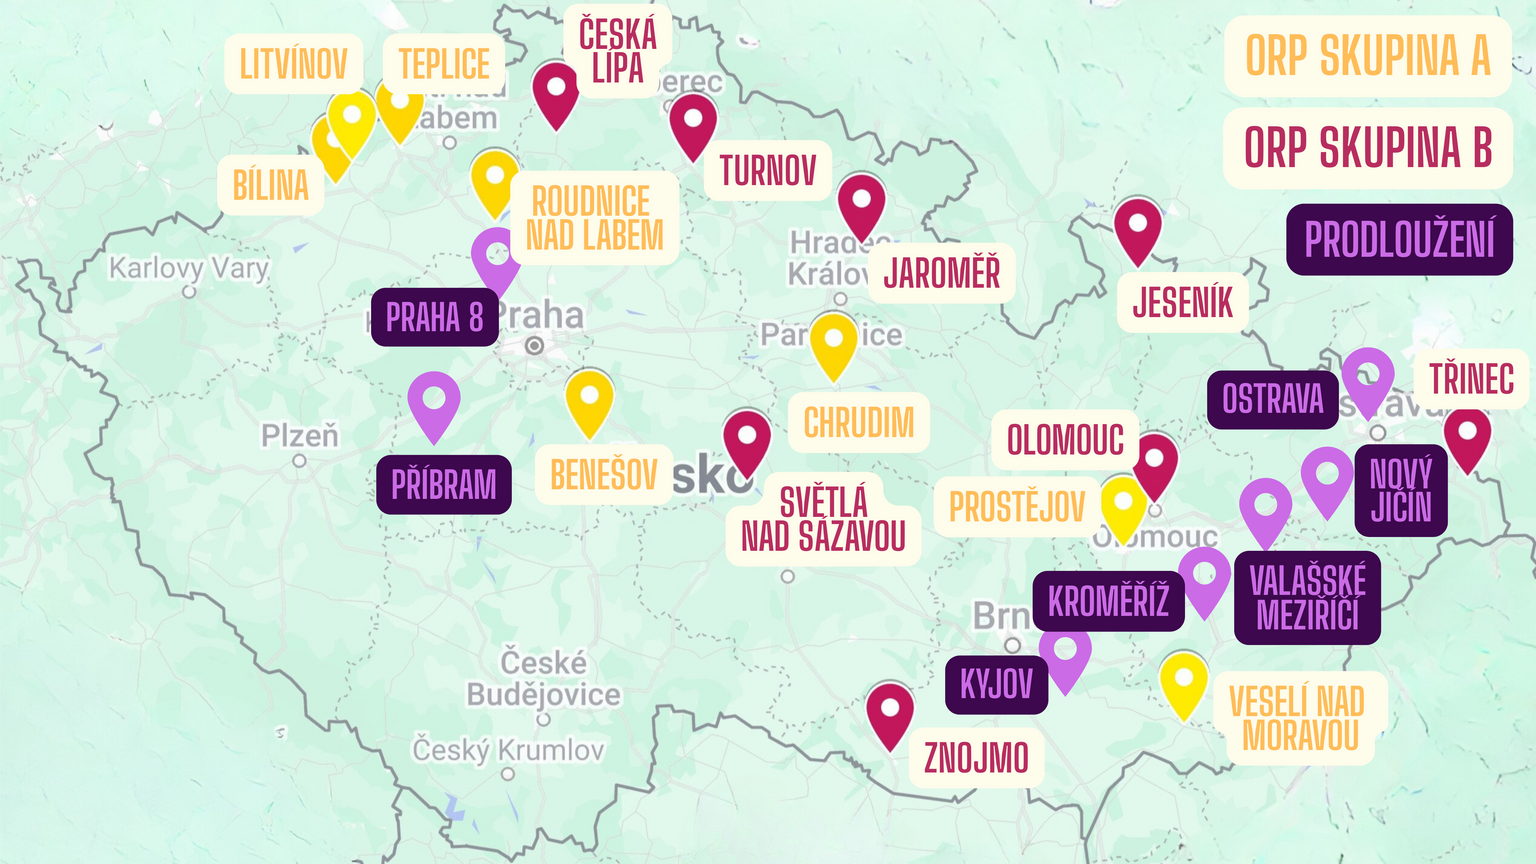 ČESKÁ
LÍPA
LITVÍNOV
TEPLICE
ORP SKUPINA A
ORP SKUPINA B
PRODLOUŽENÍ
BÍLINA
TURNOV
ROUDNICE
NAD LABEM
Karlovy Vary
JAROMĚŘ
JESENÍK
PRAHA 8
Praha
CHRUDIM
OSTRAVA
TŘINEC
Plzeň
PŘÍBRAM
BENEŠOV
SVĚTLÁ
NAD SÁZAVOU
OLOMOUC
PROSTĚJOV
Olomouc
NOVÝ
JIČÍN
KROMĚŘÍŽ
VALAŠSKÉ
MEZIŘÍČÍ
KYJOV
České
Budějovice
Český Krumlov
ZNOJMO
VESELÍ NAD
MORAVOU